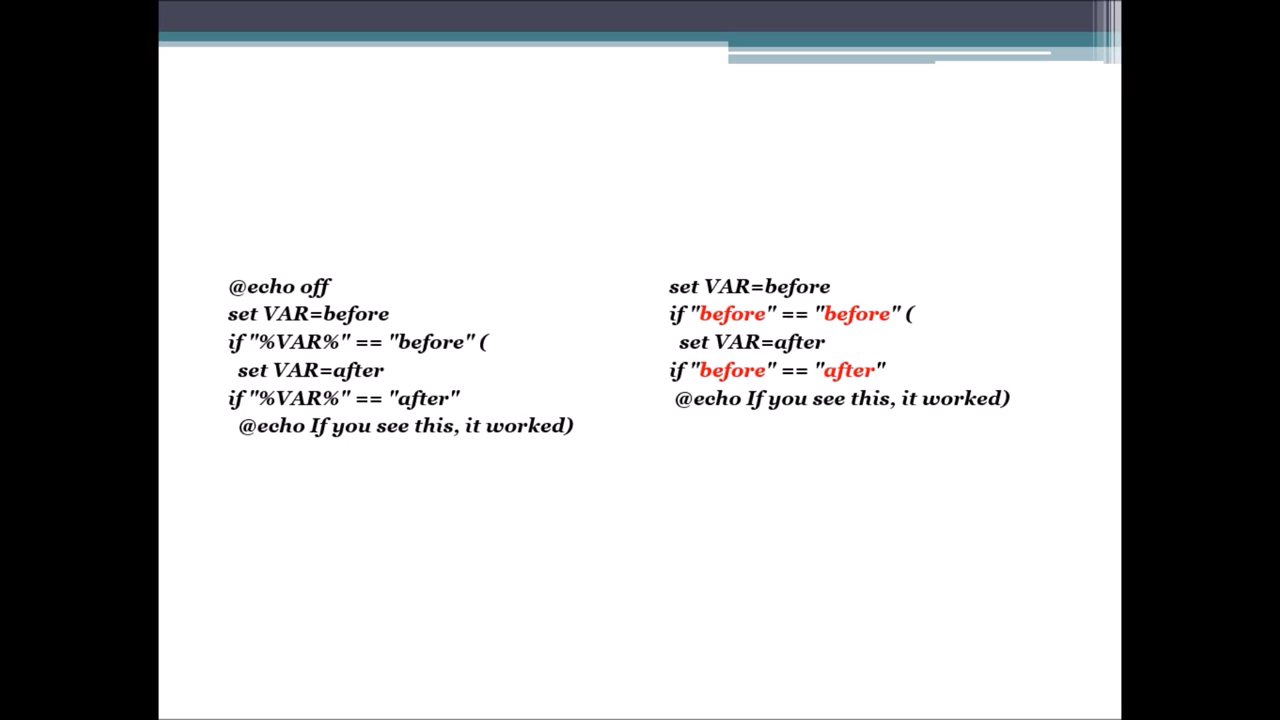 @echo off
set VAR=before
if "%VAR%" == "before" (
set VAR=after
if "%VAR%" == "after"
@echo If you see this, it worked)
set VAR=before
if "before" == "before" (
set VAR=after
if "before" == "after"
@echo If you see this, it worked)